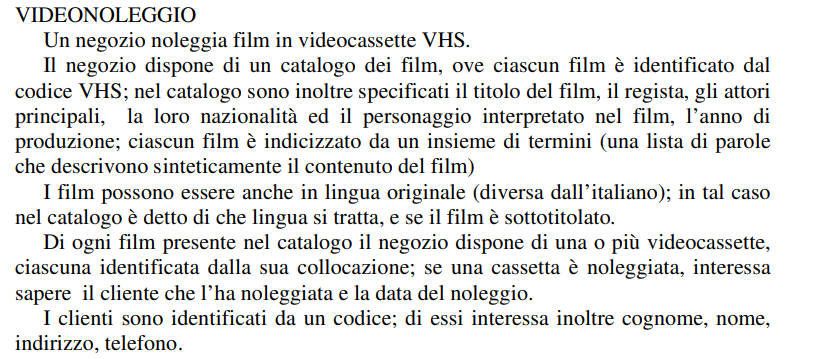 VIDEONOLEGGIO
Un negozio noleggia film in videocassette VHS.
Il negozio dispone di un catalogo dei film, ove ciascun film è identificato dal
codice VHS; nel catalogo sono inoltre specificati il titolo del film, il regista, gli attori
principali, la loro nazionalità ed il personaggio interpretato nel film, l'anno di
produzione; ciascun film è indicizzato da un insieme di termini (una lista di parole
che descrivono sinteticamente il contenuto del film)
I film possono essere anche in lingua originale (diversa dall'italiano); in tal caso
nel catalogo è detto di che lingua si tratta, e se il film è sottotitolato.
Di ogni film presente nel catalogo il negozio dispone di una o più videocassette,
ciascuna identificata dalla sua collocazione; se una cassetta è noleggiata, interessa
sapere il cliente che l'ha noleggiata e la data del noleggio.
I clienti sono identificati da un codice; di essi interessa inoltre cognome, nome,
indirizzo, telefono.